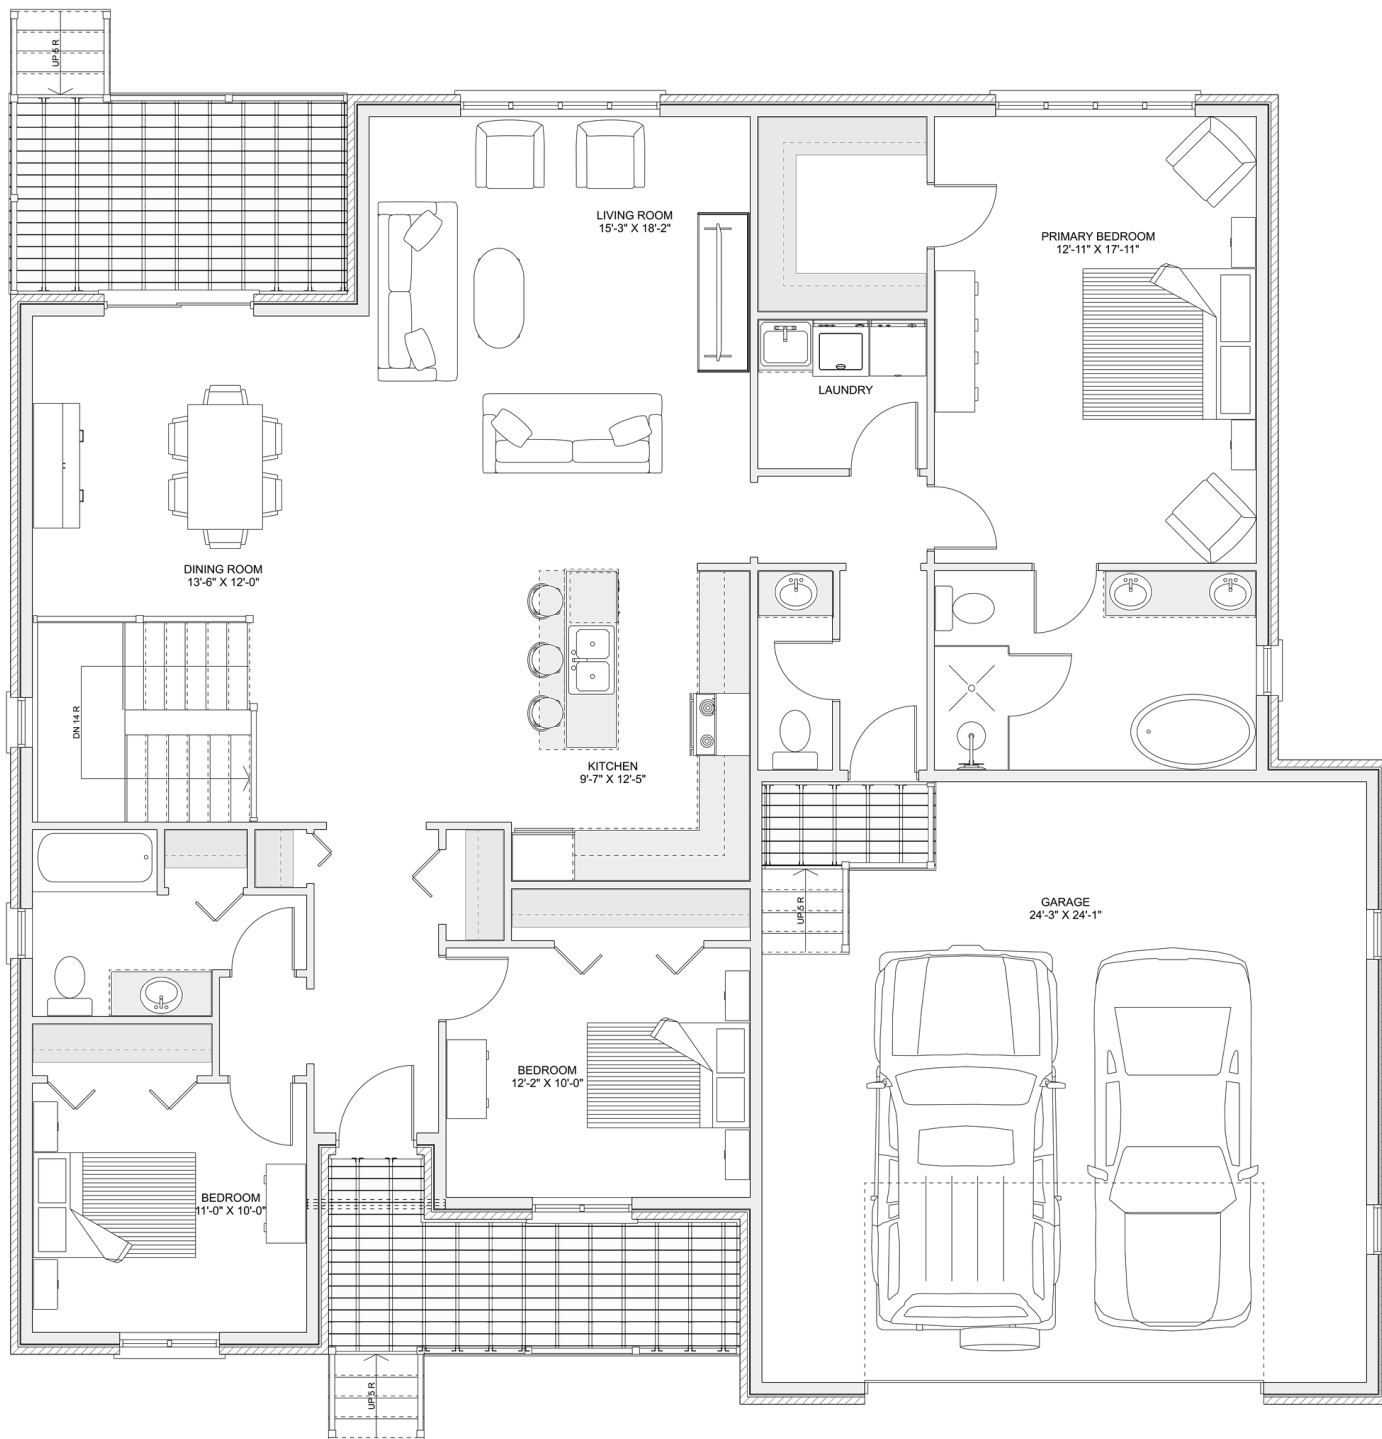 UP 5 R
LIVING ROOM
15'-3" X 18'-2"
PRIMARY BEDROOM
12'-11" X 17'-11"
LAUNDRY
DINING ROOM
13'-6" X 12'-0"
DN 14 R
KITCHEN
9'-7" X 12'-5"
UP 5 R
GARAGE
24'-3" X 24'-1"
BEDROOM
12'-2" X 10'-0"
BEDROOM
11'-0" X 10'-0"
UP 5 R